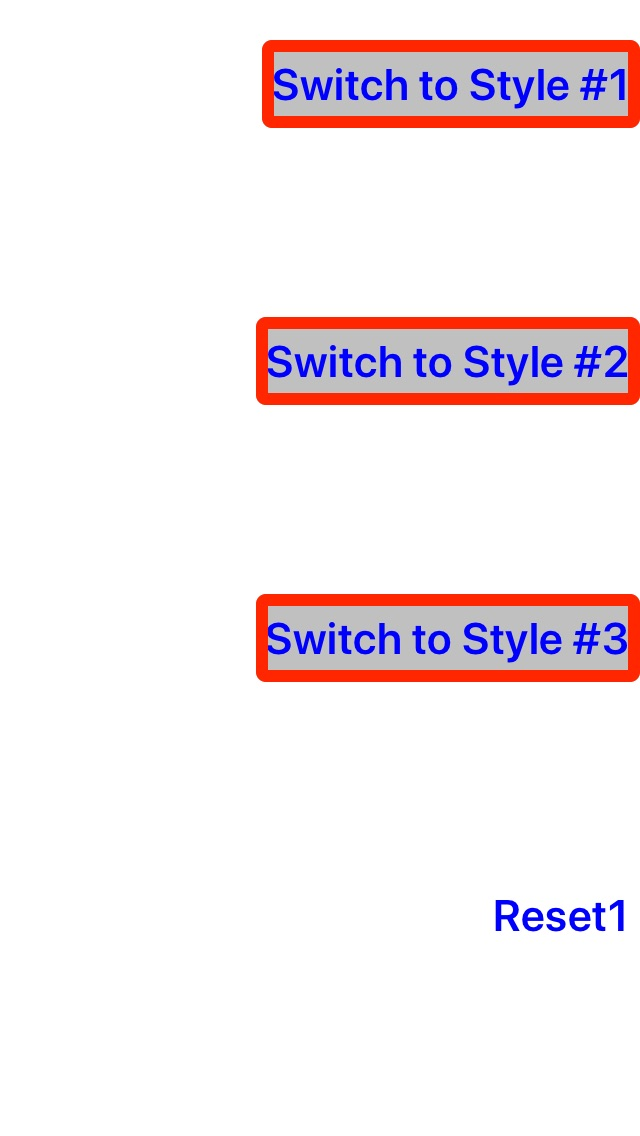 Switch to Style #1
Switch to Style #2
Switch to Style #3
Reset1